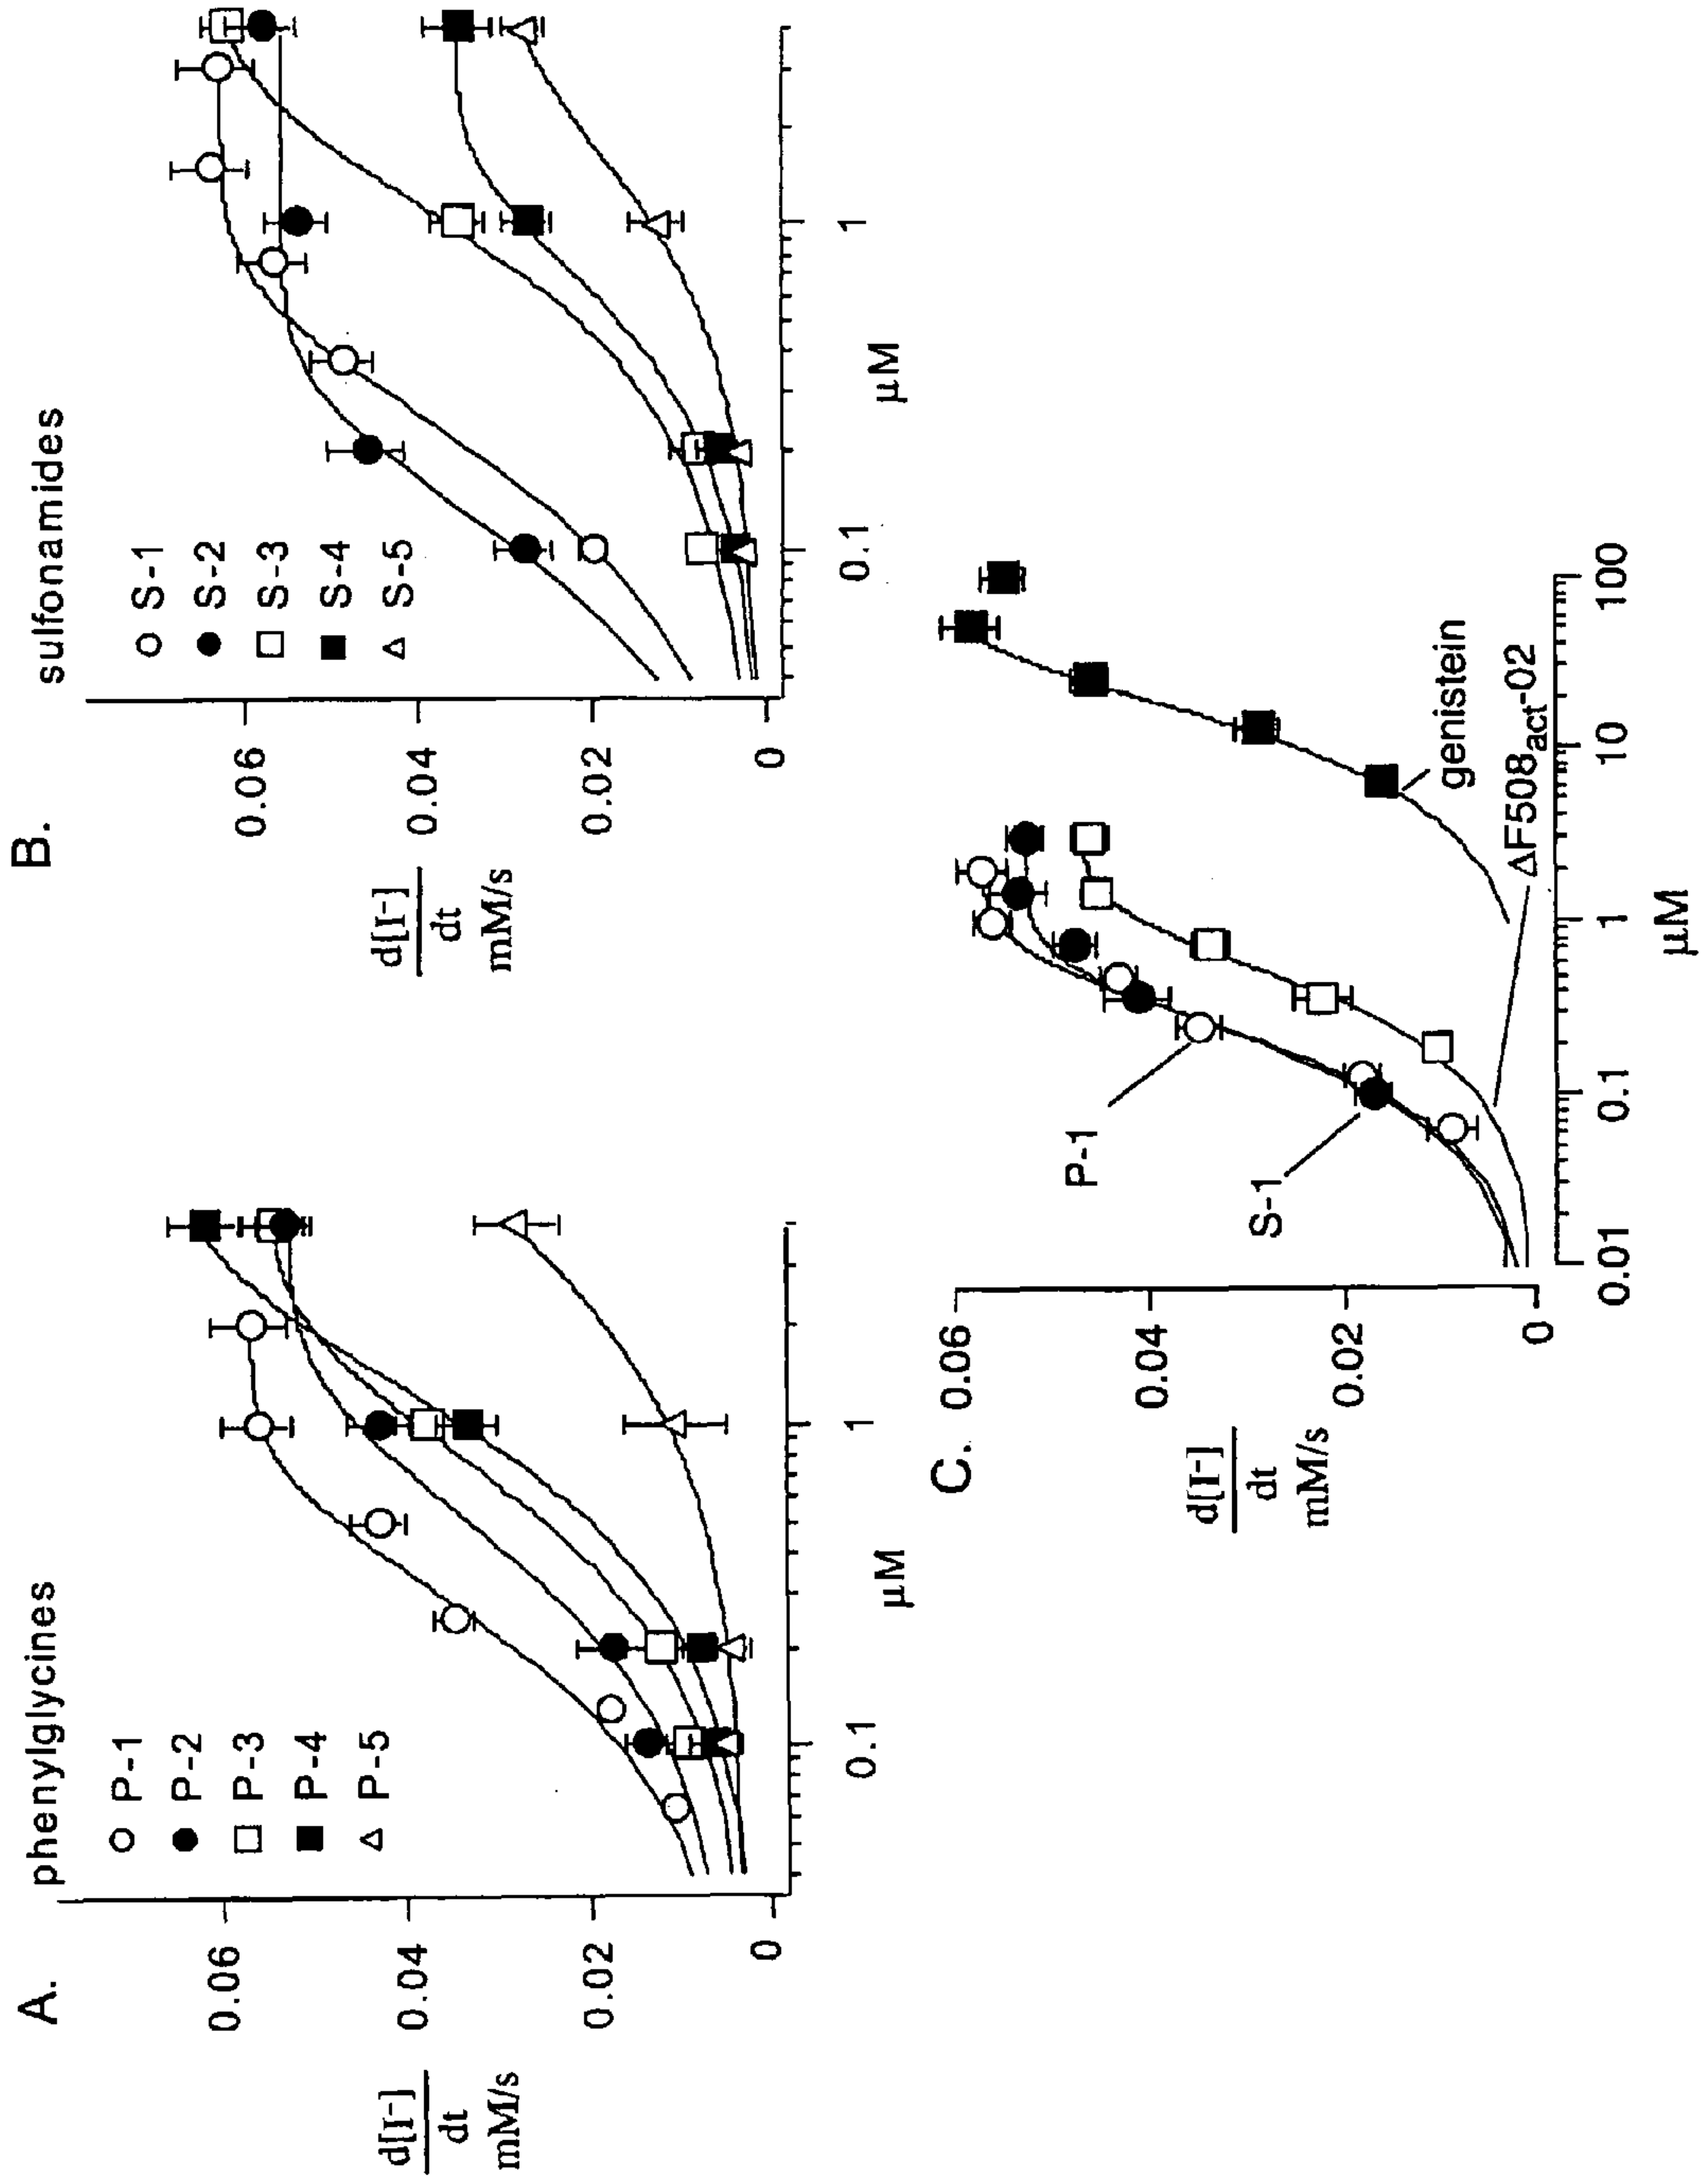 A.
phenylglycines
P-1
P-2
P-3
P-4
P-5
d[I-]
dt
mM/s
0.06
0.04
0.02
0
0.1
1
μM
B.
sulfonamides
S-1
S-2
S-3
S-4
S-5
d[I-]
dt
mM/s
0.06
0.04
0.02
0
0.1
1
μM
C.
d[I-]
dt
mM/s
0.06
0.04
0.02
0
P-1
S-1
genistein
ΔF508act-02
0.01
0.1
1
10
100
μM